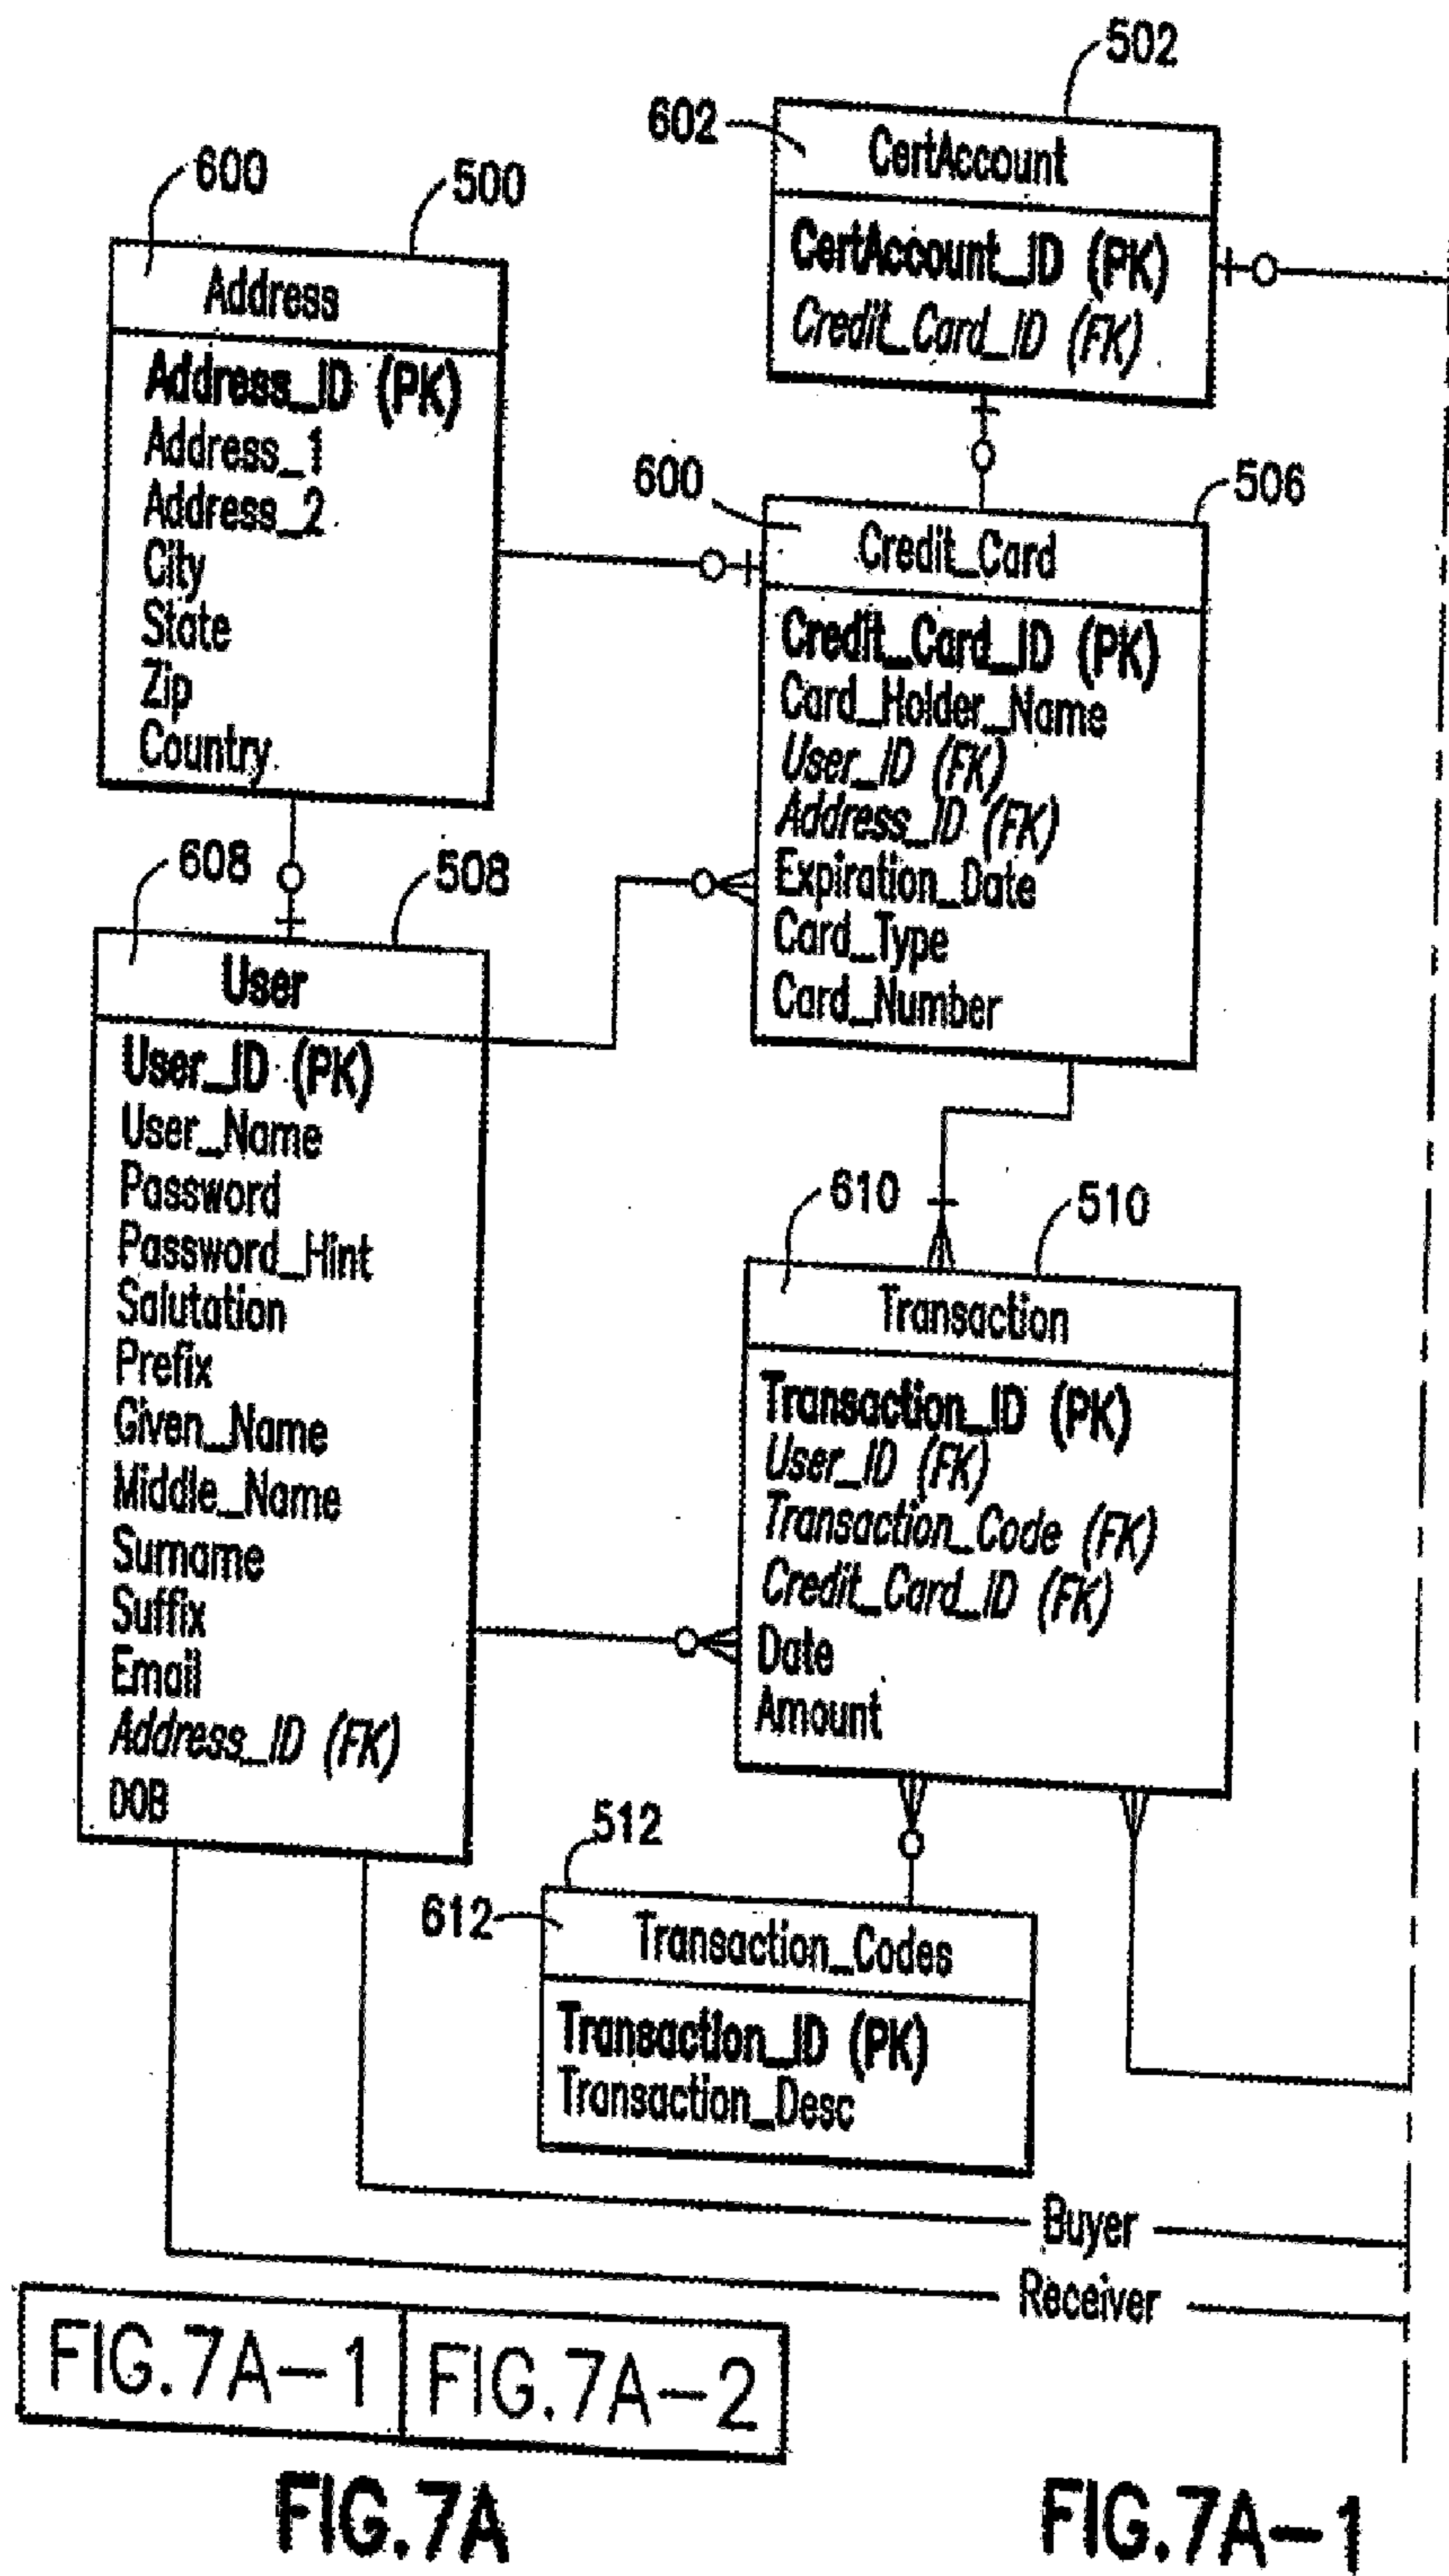 502
602
CertAccount
CertAccount_ID (PK)
Credit_Card_ID (FK)
600
500
Address
Address_ID (PK)
Address_1
Address_2
City
State
Zip
Country
600
506
Credit_Card
Credit_Card_ID (PK)
Card_Holder_Name
User_ID (FK)
Address_ID (FK)
Expiration_Date
Card_Type
Card_Number
608
508
User
User_ID (PK)
User_Name
Password
Password_Hint
Salutation
Prefix
Given_Name
Middle_Name
Surname
Suffix
Email
Address_ID (FK)
DOB
610
510
Transaction
Transaction_ID (PK)
User_ID (FK)
Transaction_Code (FK)
Credit_Card_ID (FK)
Date
Amount
512
612
Transaction_Codes
Transaction_ID (PK)
Transaction_Desc
Buyer
Receiver
FIG.7A-1
FIG.7A-2
FIG.7A
FIG.7A-1